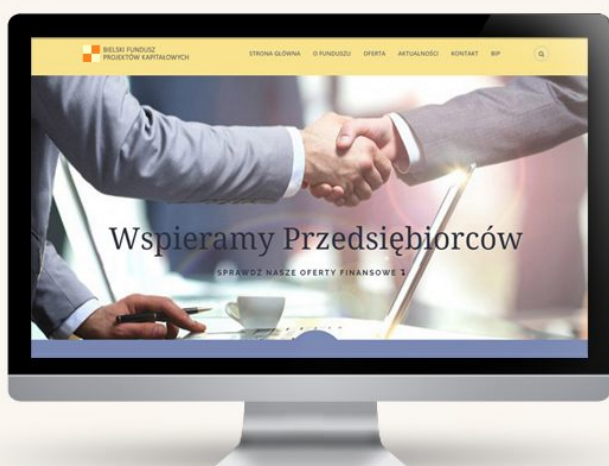 BIELSKI FUNDUSZ
PROJEKTÓW KAPITAŁOWYCH
STRONA GŁÓWNA O FUNDUSZU OFERTA AKTUALNOŚCI KONTAKT BIP
Wspieramy Przedsiębiorców
SPRAWDŹ NASZE OFERTY FINANSOWE